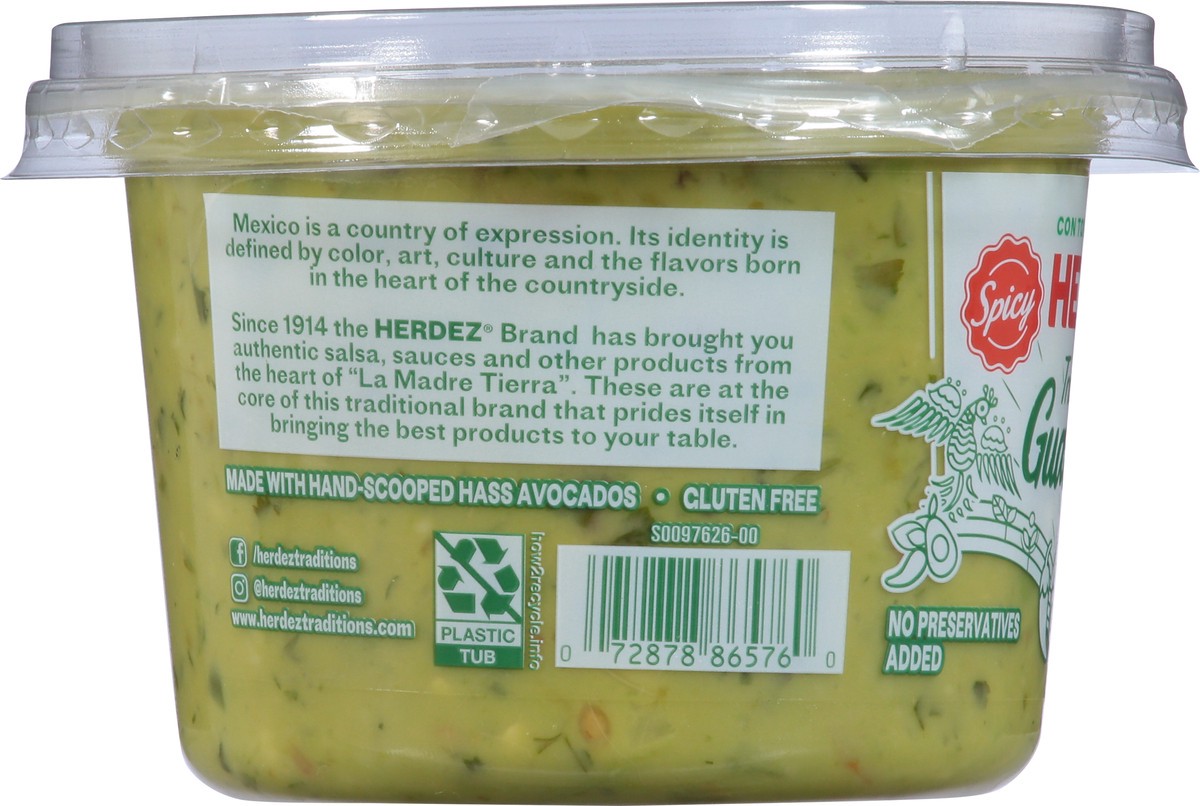 Mexico is a country of expression. Its identity is
defined by color, art, culture and the flavors born
in the heart of the countryside.
Since 1914 the HERDEZ® Brand has brought you
authentic salsa, sauces and other products from
the heart of “La Madre Tierra”. These are at the
core of this traditional brand that prides itself in
bringing the best products to your table.
MADE WITH HAND-SCOOPED HASS AVOCADOS • GLUTEN FREE
S0097626-00
/herdeztraditions
@herdeztraditions
www.herdeztraditions.com
PLASTIC
TUB
how2recycle.info
0 72878 86576 0
CON
Spicy
NO PRESERVATIVES
ADDED